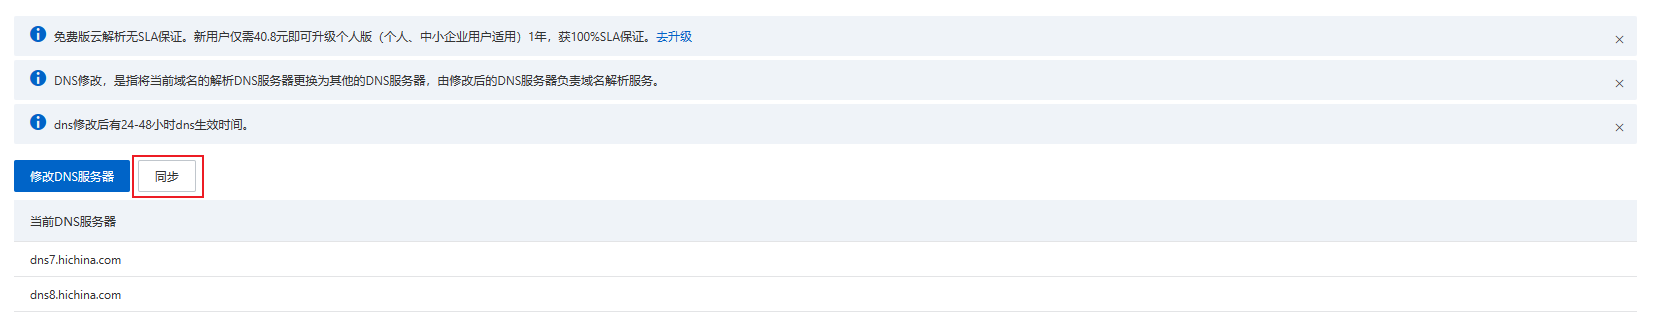 免费版云解析无SLA保证。新用户仅需40.8元即可升级个人版（个人、中小企业用户适用）1年，获100%SLA保证。去升级
DNS修改，是指将当前域名的解析DNS服务器更换为其他的DNS服务器，由修改后的DNS服务器负责域名解析服务。
dns修改后有24-48小时dns生效时间。
修改DNS服务器 同步
当前DNS服务器
dns7.hichina.com
dns8.hichina.com